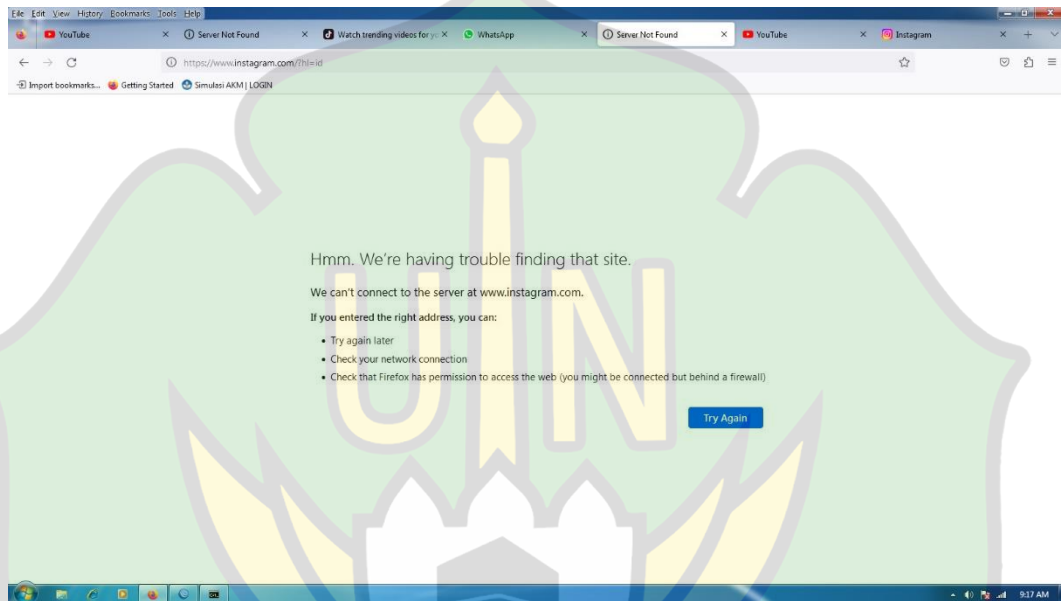 File Edit View History Bookmarks Tools Help
YouTube
Server Not Found
Watch trending videos for yo
WhatsApp
Server Not Found
YouTube
Instagram
https://www.instagram.com/?hl=id
Import bookmarks... Getting Started Simulasi AKM | LOGIN
Hmm. We're having trouble finding that site.
We can't connect to the server at www.instagram.com.
If you entered the right address, you can:
• Try again later
• Check your network connection
• Check that Firefox has permission to access the web (you might be connected but behind a firewall)
Try Again
UIN
9:17 AM